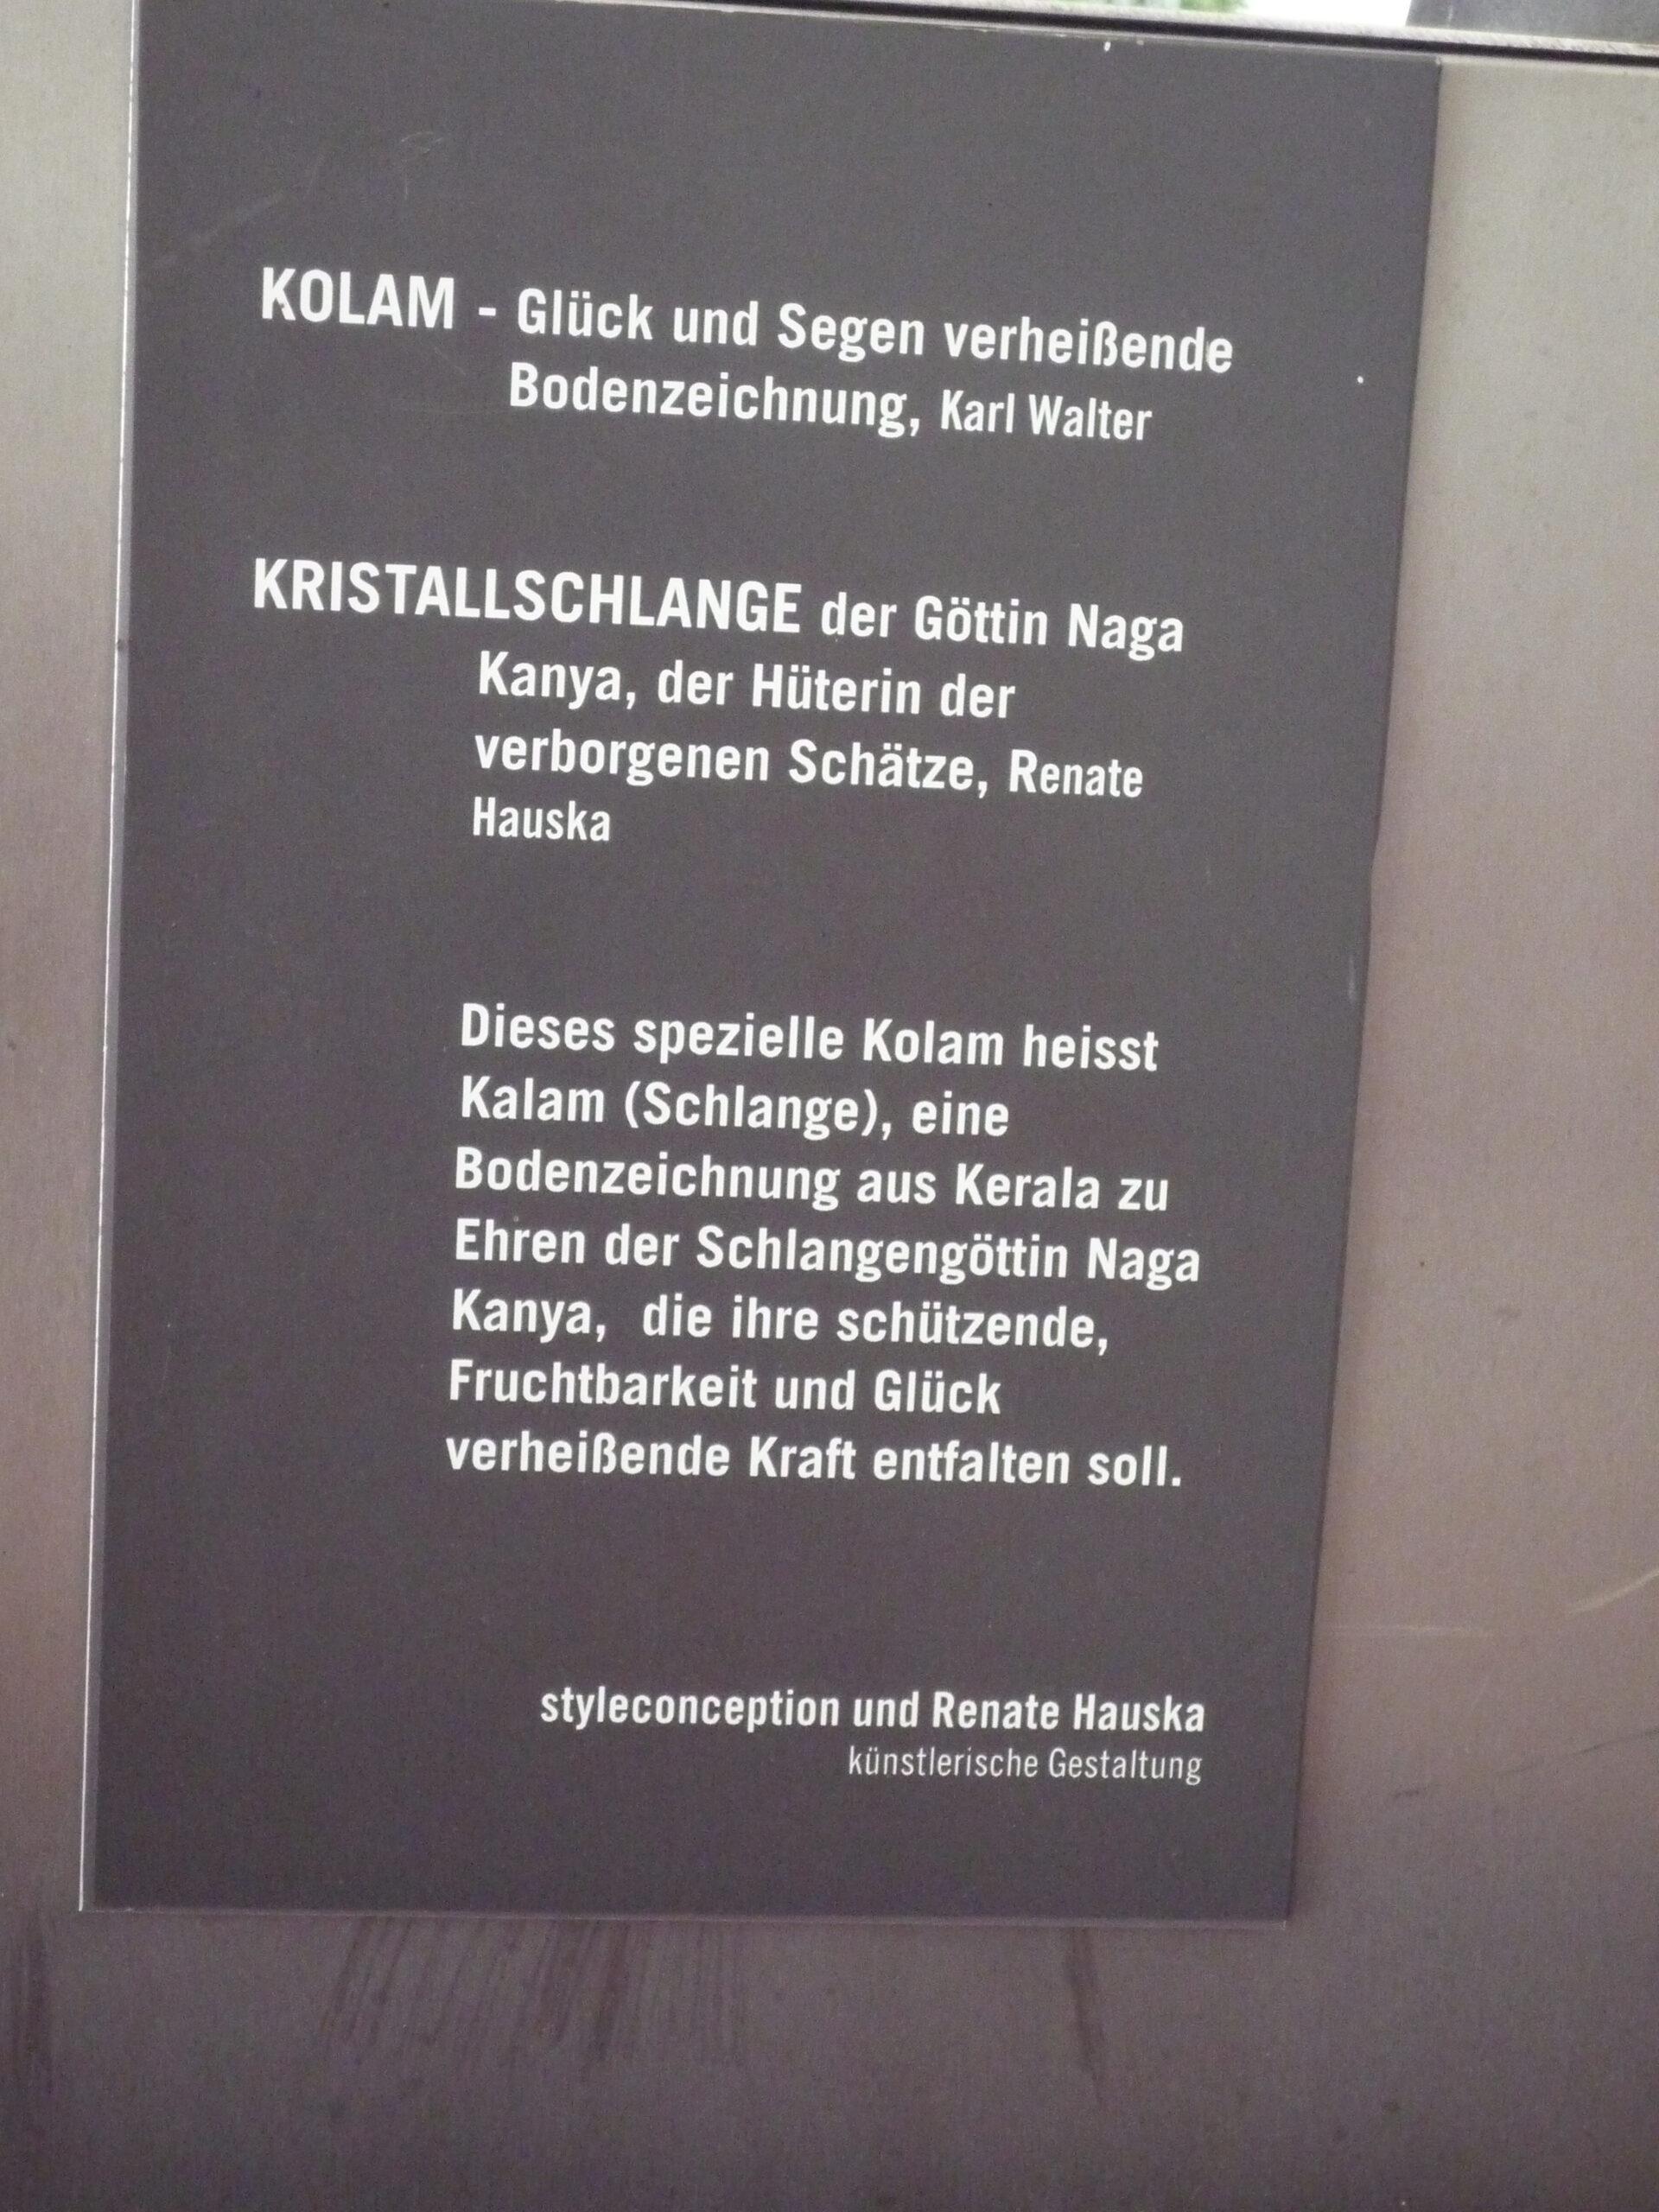 KOLAM - Glück und Segen verheißende
Bodenzeichnung, Karl Walter
KRISTALLSCHLANGE der Göttin Naga
Kanya, der Hüterin der
verborgenen Schätze, Renate
Hauska
Dieses spezielle Kolam heisst
Kalam (Schlange), eine
Bodenzeichnung aus Kerala zu
Ehren der Schlangengöttin Naga
Kanya, die ihre schützende,
Fruchtbarkeit und Glück
verheißende Kraft entfalten soll.
styleconception und Renate Hauska
künstlerische Gestaltung